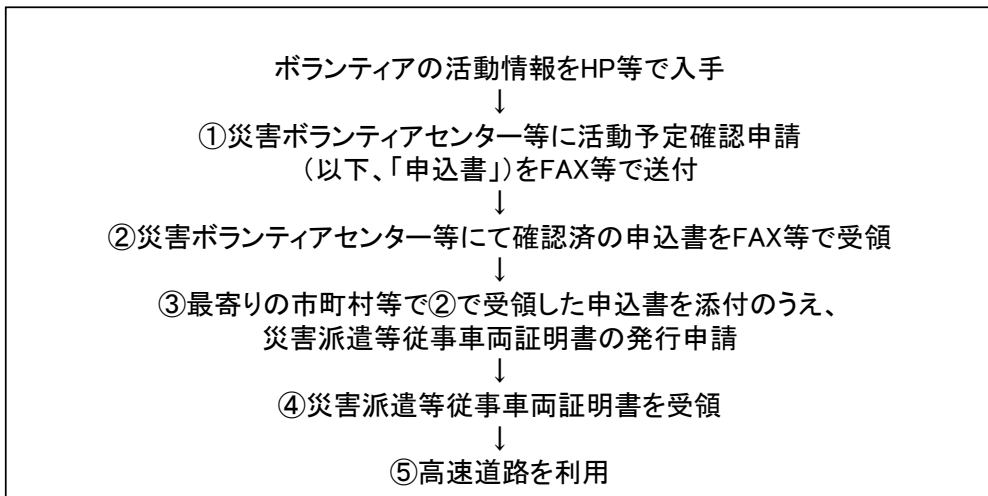 ボランティアの活動情報をHP等で入手
↓
①災害ボランティアセンター等に活動予定確認申請
（以下、「申込書」）をFAX等で送付
↓
②災害ボランティアセンター等にて確認済の申込書をFAX等で受領
↓
③最寄りの市町村等で②で受領した申込書を添付のうえ、
災害派遣等従事車両証明書の発行申請
↓
④災害派遣等従事車両証明書を受領
↓
⑤高速道路を利用